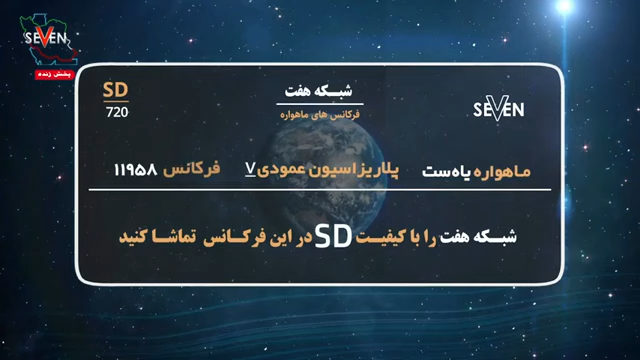 SEVEN
پخش زنده
SD
720
شبکه هفت
فرکانس های ماهواره
SEVEN
ماهواره یاه‌ست
پلاریزاسیون عمودی V
فرکانس ۱۱۹۵۸
شبکه هفت را با کیفیت SD در این فرکانس تماشا کنید